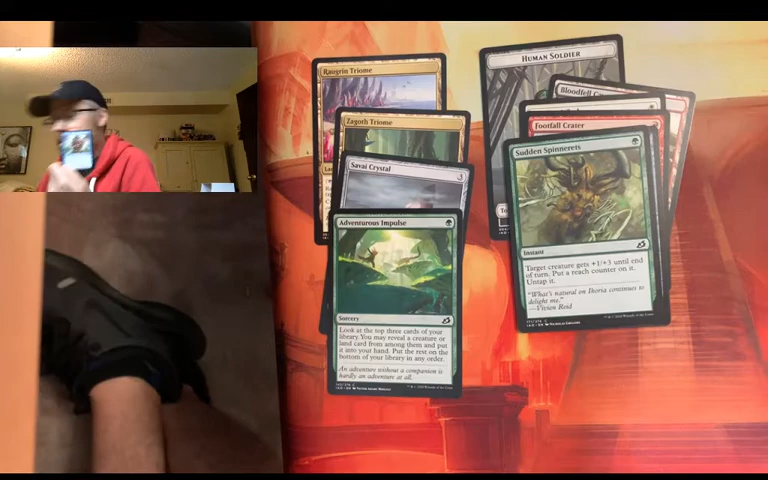 Raugrin Triome
Zagoth Triome
Savai Crystal
3
Adventurous Impulse
Sorcery
Look at the top three cards of your
library. You may reveal a creature or
land card from among them and put
it into your hand. Put the rest on the
bottom of your library in any order.
An adventure without a companion is
hardly an adventure at all.
HUMAN SOLDIER
Bloodfell
Footfall Crater
Sudden Spinnerets
Instant
Target creature gets +1/+3 until end
of turn. Put a reach counter on it.
Untap it.
"What's natural on Ikoria continues to
delight me."
—Vivien Reid